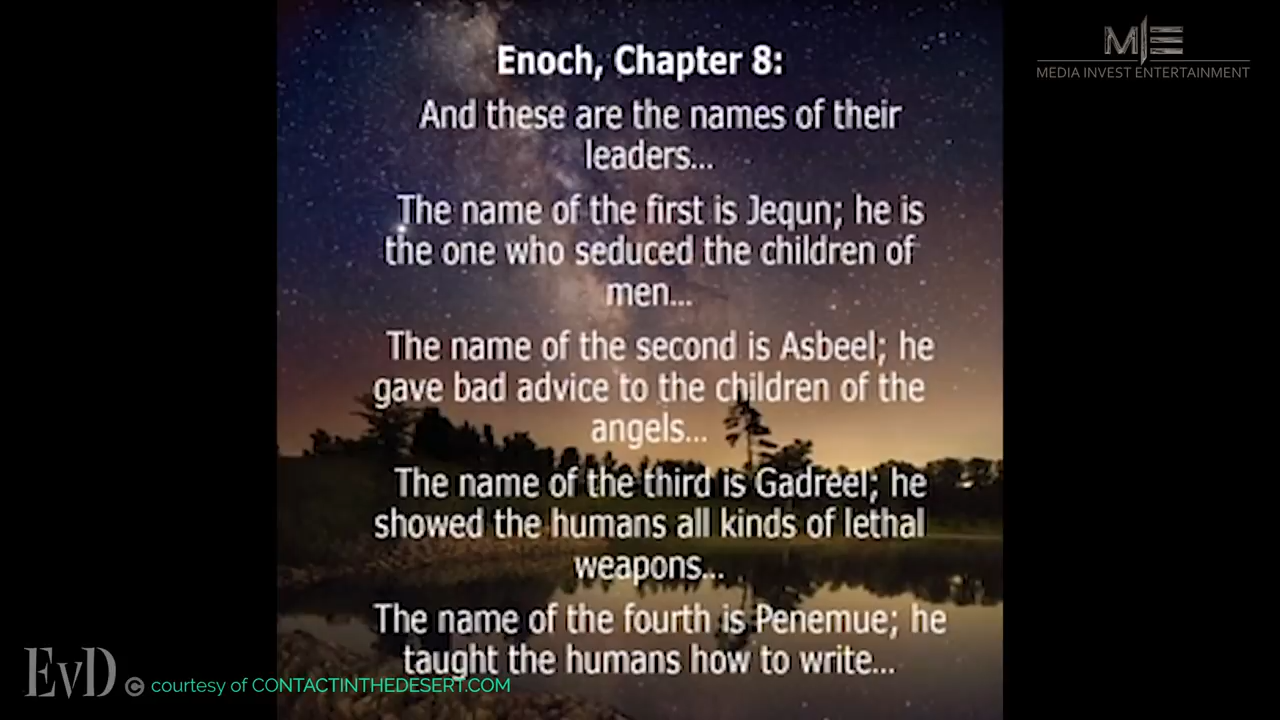 Enoch, Chapter 8:
And these are the names of their
leaders...
The name of the first is Jequn; he is
the one who seduced the children of
men...
The name of the second is Asbeel; he
gave bad advice to the children of the
angels...
The name of the third is Gadreel; he
showed the humans all kinds of lethal
weapons...
The name of the fourth is Penemue; he
taught the humans how to write...
M|E
MEDIA INVEST ENTERTAINMENT
EvD © courtesy of CONTACTINTHEDESERT.COM